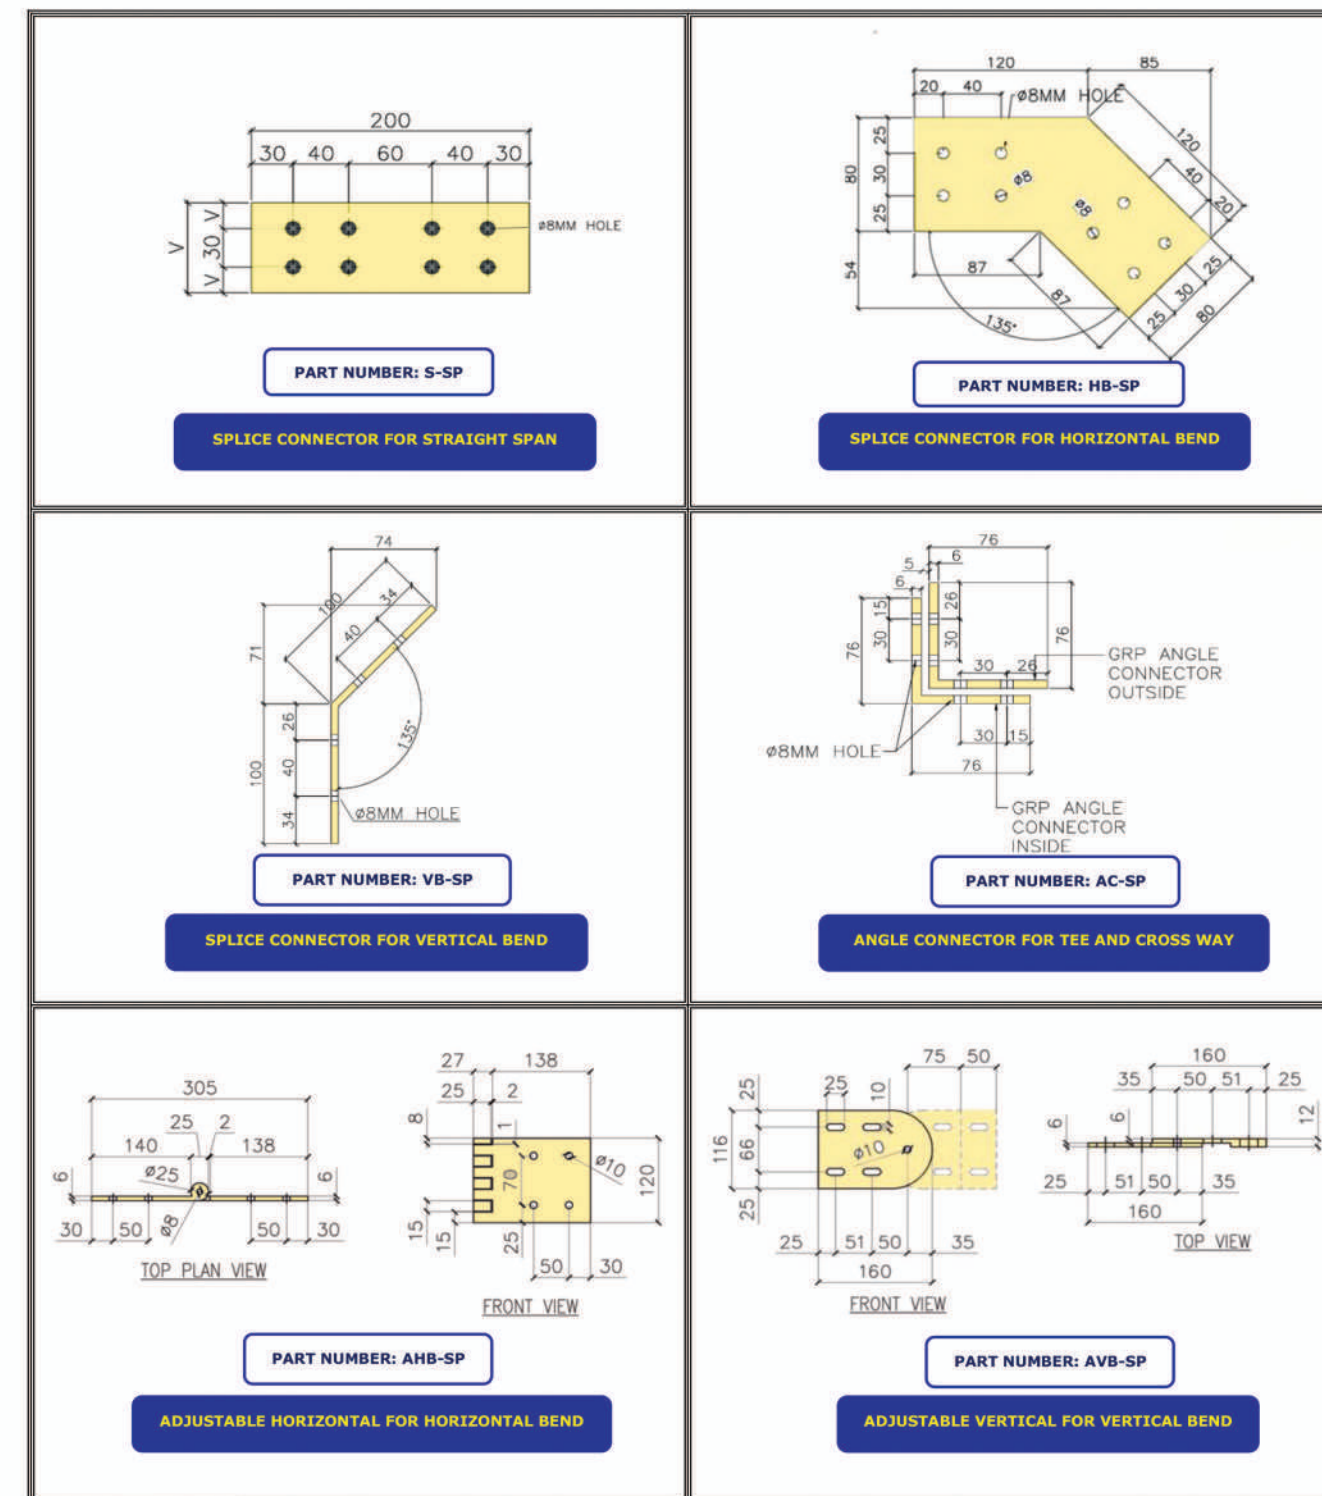 200
30 40 60 40 30
V
V
30
V
ø8MM HOLE
PART NUMBER: S-SP
SPLICE CONNECTOR FOR STRAIGHT SPAN
120 85
20 40
ø8MM HOLE
25
80
30
25
54
ø8
ø8
120
40
20
87
87
135°
25
30
25
80
PART NUMBER: HB-SP
SPLICE CONNECTOR FOR HORIZONTAL BEND
74
100
34
40
71
26
135°
100
40
34
ø8MM HOLE
PART NUMBER: VB-SP
SPLICE CONNECTOR FOR VERTICAL BEND
76
5 6
6
15
26
76
30
30
76
30 26
GRP ANGLE
CONNECTOR
OUTSIDE
ø8MM HOLE
30 15
76
GRP ANGLE
CONNECTOR
INSIDE
PART NUMBER: AC-SP
ANGLE CONNECTOR FOR TEE AND CROSS WAY
305
25 2
140 138
ø25
6
6
30 50
ø8
50 30
TOP PLAN VIEW
27 138
25 2
8
1
ø10
70
120
15
15
25
50 30
FRONT VIEW
PART NUMBER: AHB-SP
ADJUSTABLE HORIZONTAL FOR HORIZONTAL BEND
75 50
25
25
10
116
66
ø10
25
25 51 50 35
160
FRONT VIEW
160
35 50 51 25
6
6
12
25 51 50 35
160
TOP VIEW
PART NUMBER: AVB-SP
ADJUSTABLE VERTICAL FOR VERTICAL BEND